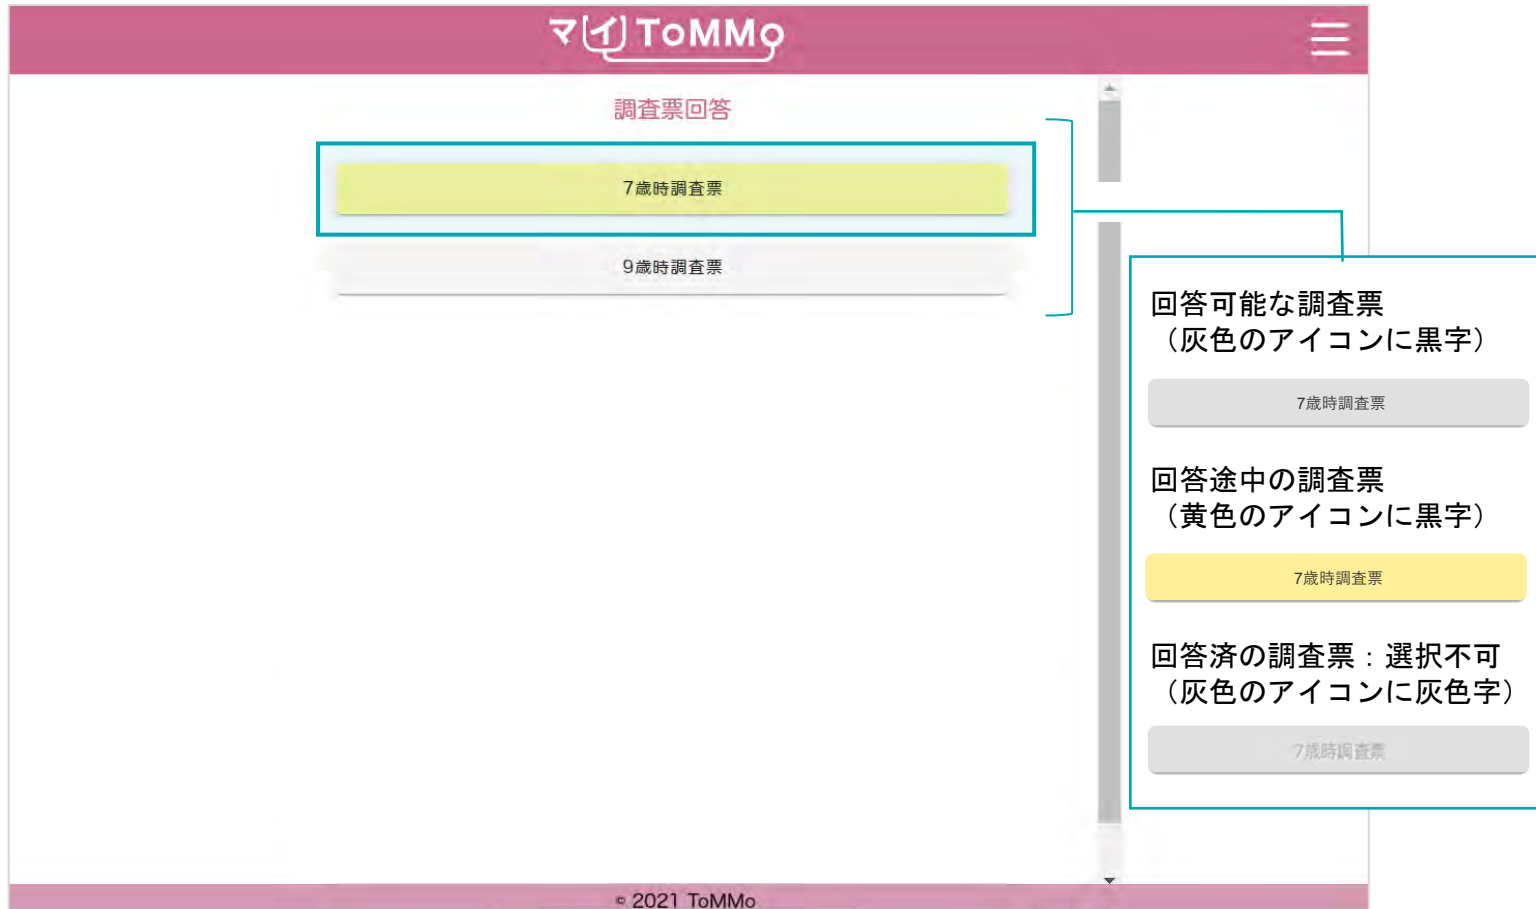 マイToMMo
調査票回答
7歳時調査票
9歳時調査票
回答可能な調査票
（灰色のアイコンに黒字）
7歳時調査票
回答途中の調査票
（黄色のアイコンに黒字）
7歳時調査票
回答済の調査票：選択不可
（灰色のアイコンに灰色字）
7歳時調査票
© 2021 ToMMo